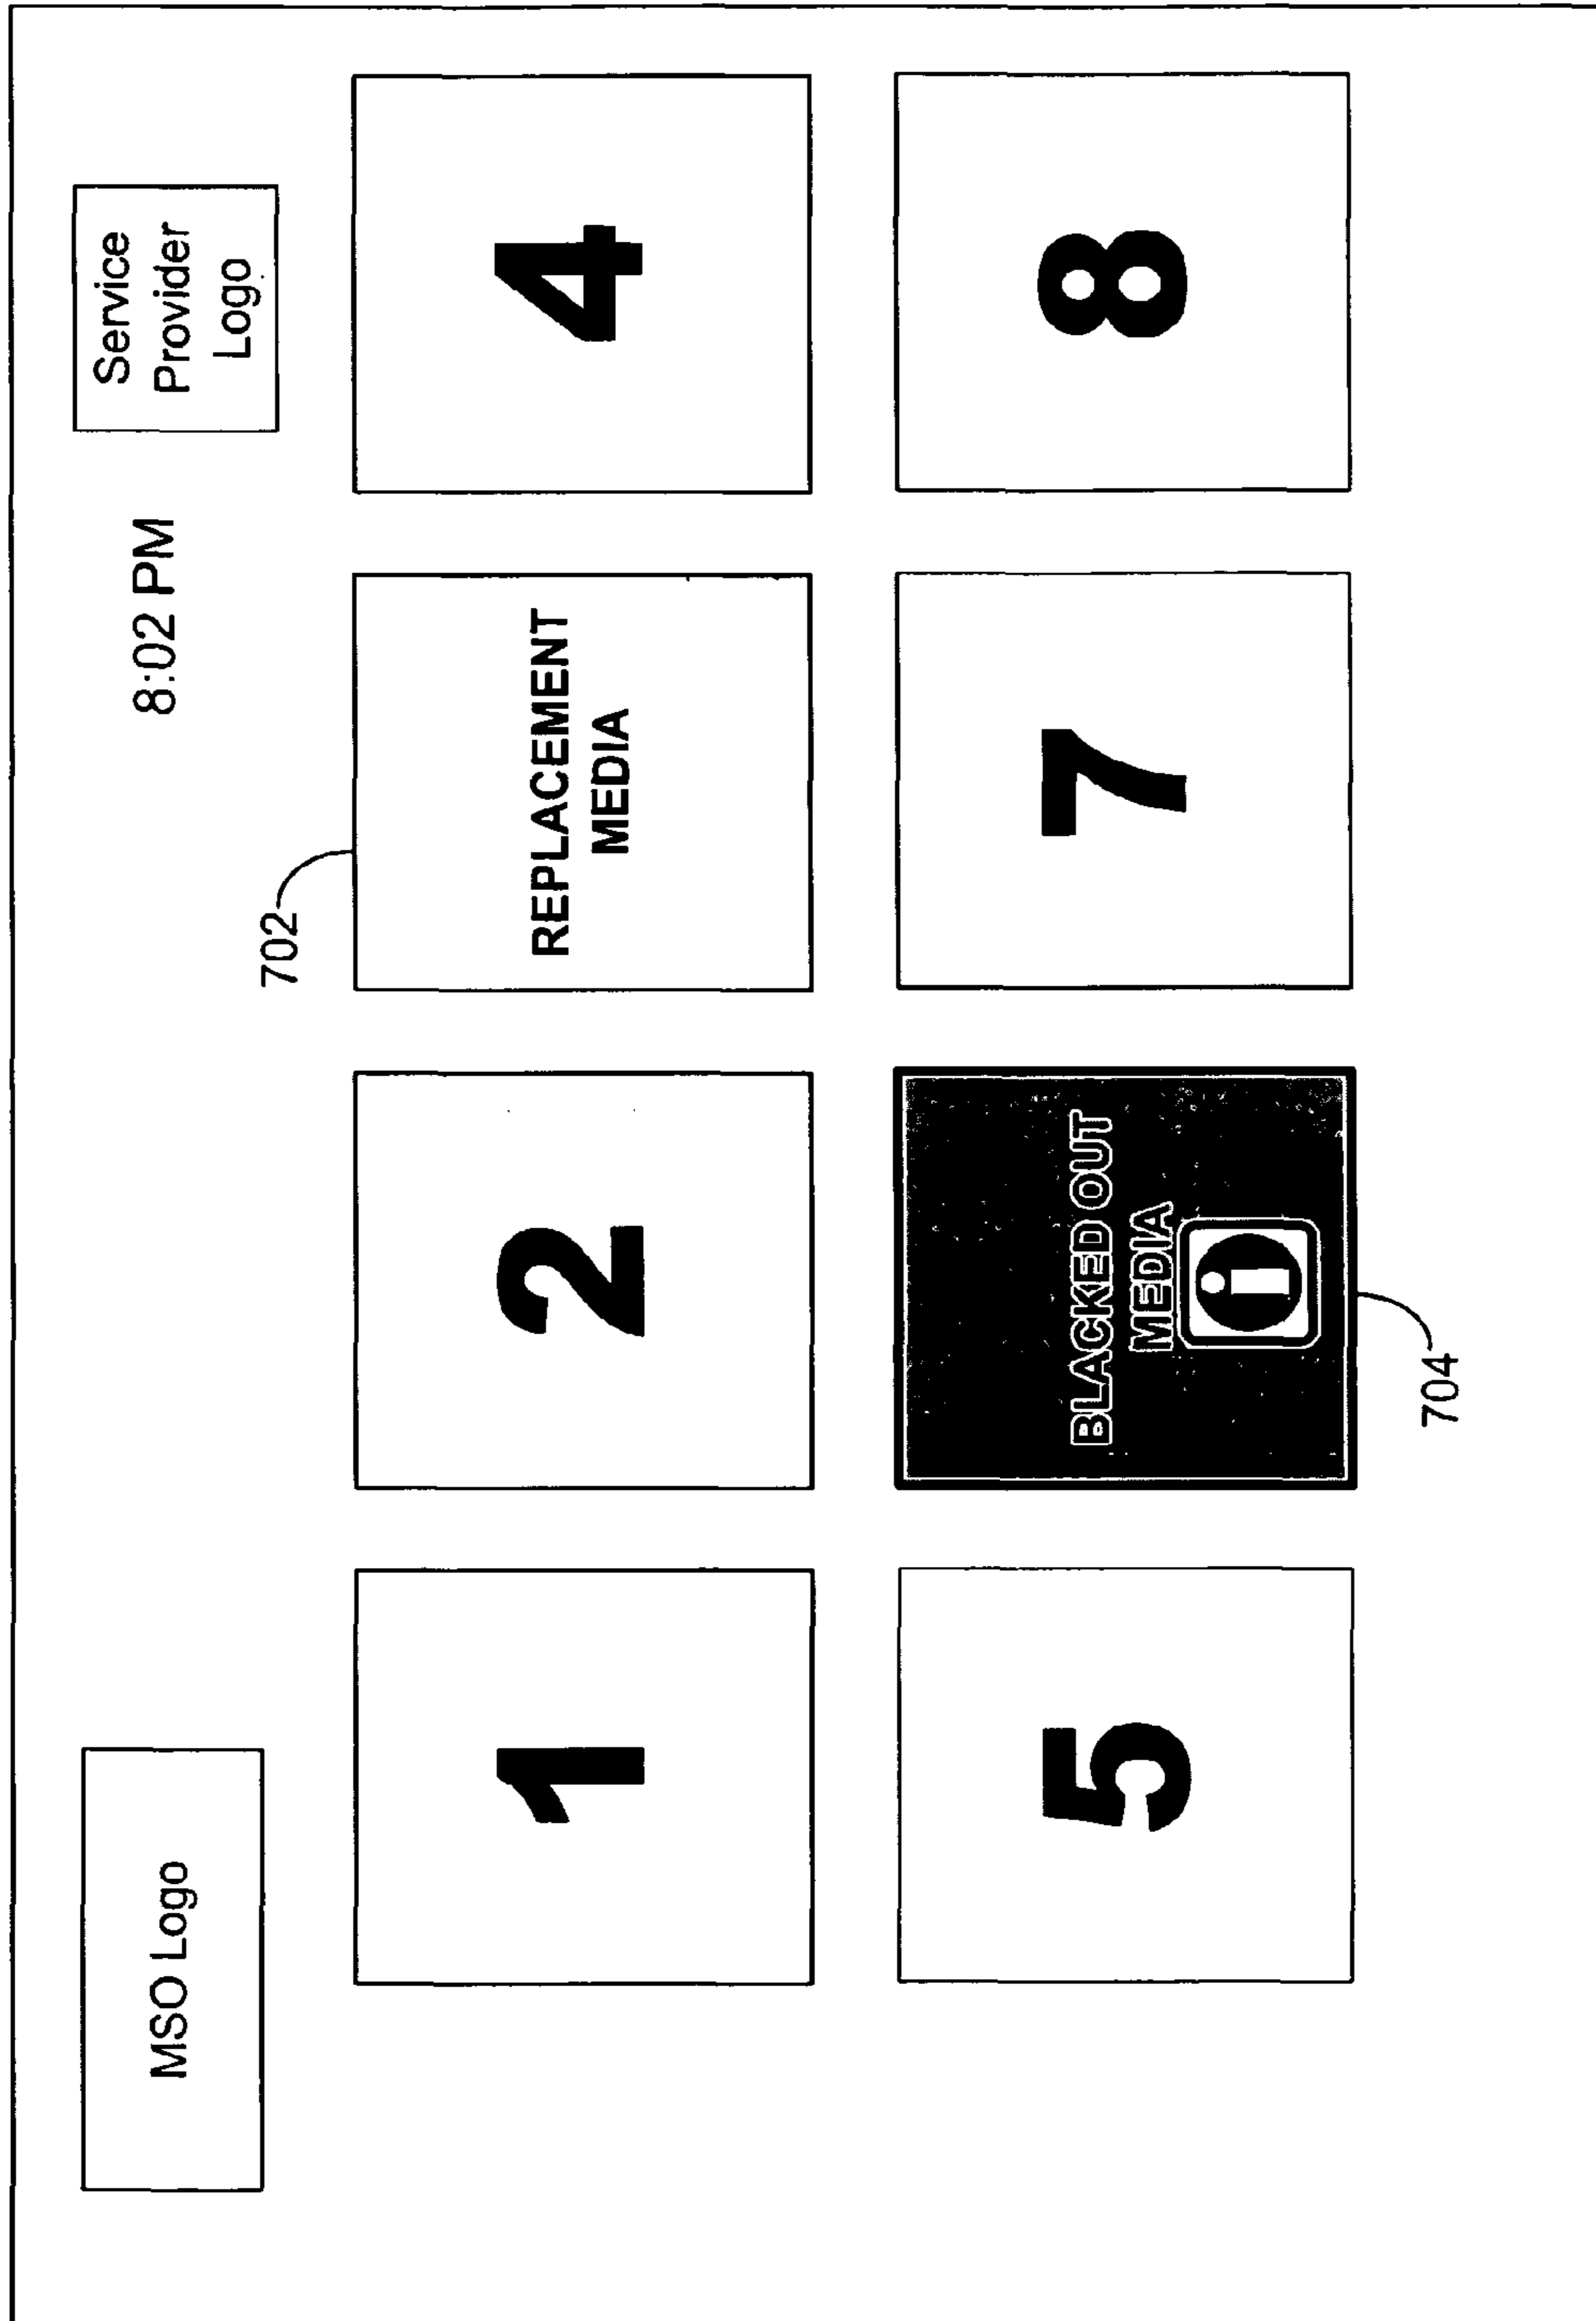 MSO Logo
8:02 PM
Service
Provider
Logo
702
1
2
REPLACEMENT
MEDIA
4
5
BLACKED OUT
MEDIA
i
7
8
704